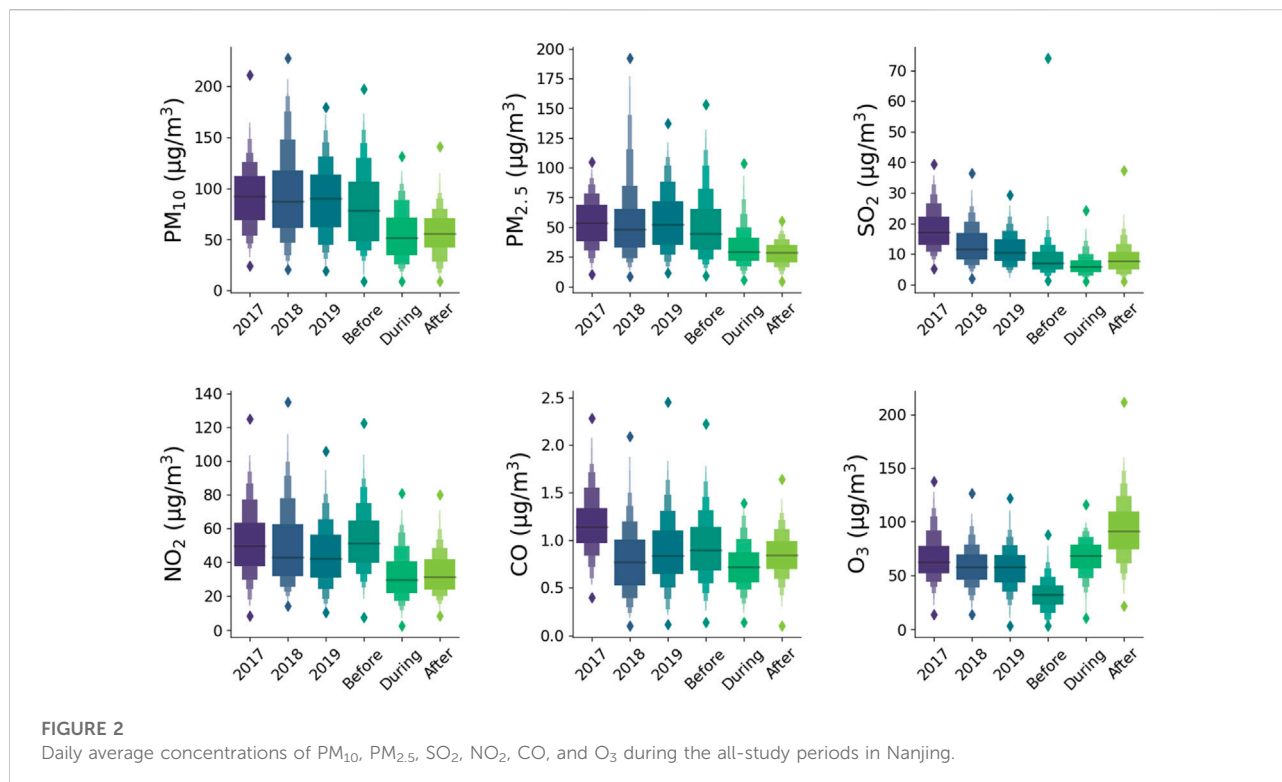 PM₁₀ (μg/m³)
200
150
100
50
0
2017
2018
2019
Before
During
After
PM₂.₅ (μg/m³)
200
175
150
125
100
75
50
25
0
2017
2018
2019
Before
During
After
SO₂ (μg/m³)
70
60
50
40
30
20
10
0
2017
2018
2019
Before
During
After
NO₂ (μg/m³)
140
120
100
80
60
40
20
0
2017
2018
2019
Before
During
After
CO (μg/m³)
2.5
2.0
1.5
1.0
0.5
0.0
2017
2018
2019
Before
During
After
O₃ (μg/m³)
200
150
100
50
0
2017
2018
2019
Before
During
After
FIGURE 2
Daily average concentrations of PM₁₀, PM₂.₅, SO₂, NO₂, CO, and O₃ during the all-study periods in Nanjing.